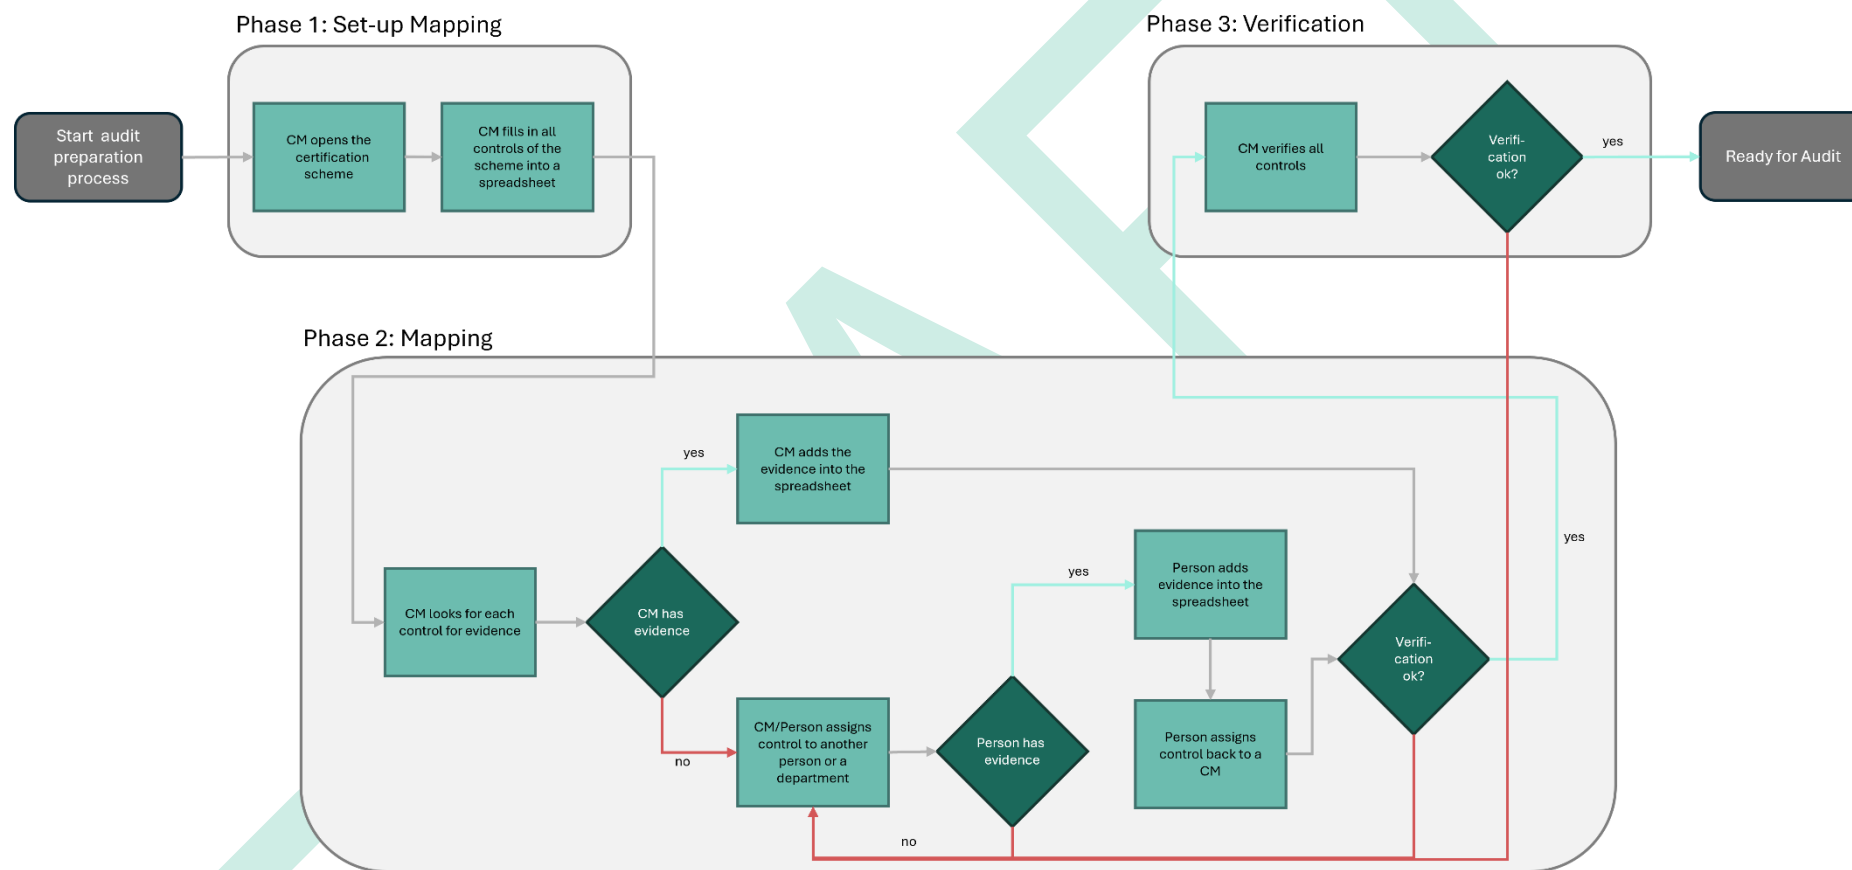 Phase 1: Set-up Mapping
Start audit
preparation
process
CM opens the
certification
scheme
CM fills in all
controls of the
scheme into a
spreadsheet
Phase 3: Verification
CM verifies all
controls
Verifi-
cation
ok?
yes
Ready for Audit
Phase 2: Mapping
CM looks for each
control for evidence
CM has
evidence
yes
CM adds the
evidence into the
spreadsheet
no
CM/Person assigns
control to another
person or a
department
Person has
evidence
yes
Person adds
evidence into the
spreadsheet
Person assigns
control back to a
CM
Verifi-
cation
ok?
yes
no